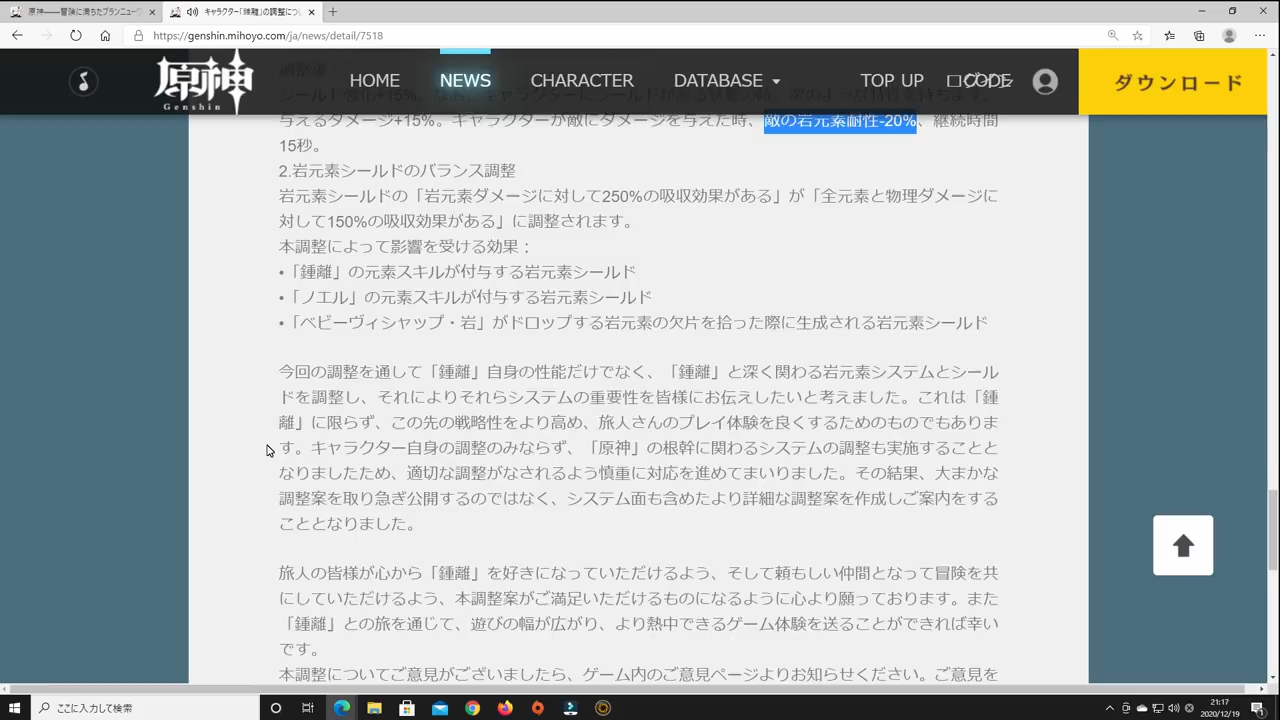 原神——冒険に満ちたブランニューワ
キャラクター「鍾離」の調整につい
https://genshin.mihoyo.com/ja/news/detail/7518
原神
Genshin
HOME
NEWS
CHARACTER
DATABASE
TOP UP
ログイン
ダウンロード
与えるダメージ+15%。キャラクターが敵にダメージを与えた時、敵の岩元素耐性-20%、継続時間
15秒。
2.岩元素シールドのバランス調整
岩元素シールドの「岩元素ダメージに対して250%の吸収効果がある」が「全元素と物理ダメージに
対して150%の吸収効果がある」に調整されます。
本調整によって影響を受ける効果：
•「鍾離」の元素スキルが付与する岩元素シールド
•「ノエル」の元素スキルが付与する岩元素シールド
•「ベビーヴィシャップ・岩」がドロップする岩元素の欠片を拾った際に生成される岩元素シールド
今回の調整を通して「鍾離」自身の性能だけでなく、「鍾離」と深く関わる岩元素システムとシール
ドを調整し、それによりそれらシステムの重要性を皆様にお伝えしたいと考えました。これは「鍾
離」に限らず、この先の戦略性をより高め、旅人さんのプレイ体験を良くするためのものでもありま
す。キャラクター自身の調整のみならず、「原神」の根幹に関わるシステムの調整も実施することと
なりましたため、適切な調整がなされるよう慎重に対応を進めてまいりました。その結果、大まかな
調整案を取り急ぎ公開するのではなく、システム面も含めたより詳細な調整案を作成しご案内をする
こととなりました。
旅人の皆様が心から「鍾離」を好きになっていただけるよう、そして頼もしい仲間となって冒険を共
にしていただけるよう、本調整案がご満足いただけるものになるように心より願っております。また
「鍾離」との旅を通じて、遊びの幅が広がり、より熱中できるゲーム体験を送ることができれば幸い
です。
本調整についてご意見がございましたら、ゲーム内のご意見ページよりお知らせください。ご意見を
ここに入力して検索
21:17
2020/12/19